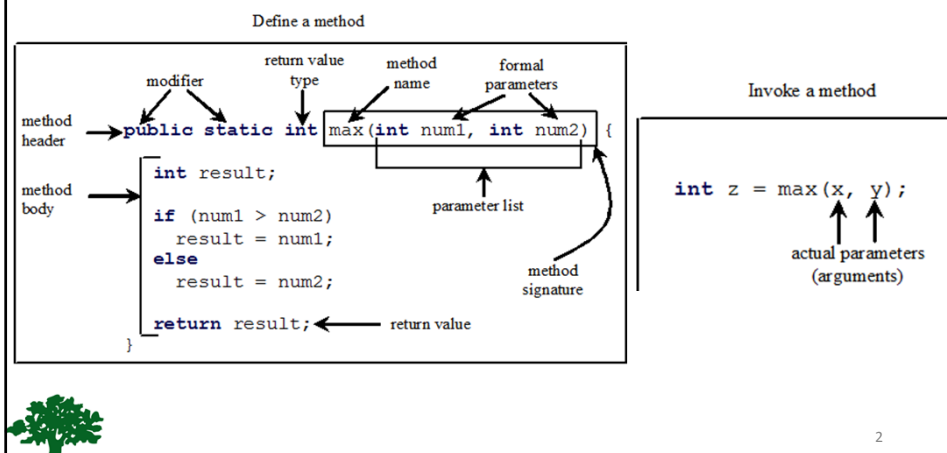 Define a method
return value
type
method
name
formal
parameters
modifier
method
header
public static int max(int num1, int num2) {
method
body
int result;
parameter list
if (num1 > num2)
result = num1;
else
result = num2;
method
signature
return result;
return value
}
Invoke a method
int z = max(x, y);
actual parameters
(arguments)
2